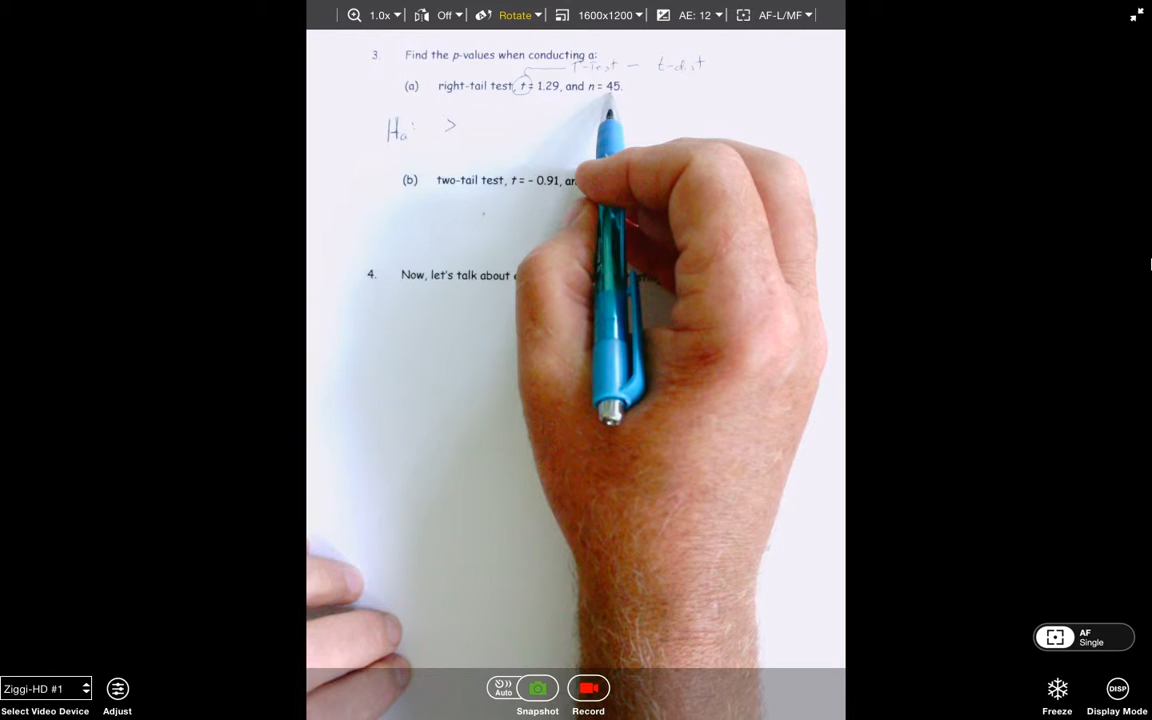 1.0x Off Rotate 1600x1200 AE: 12 AF-L/MF
3. Find the p-values when conducting a:
T-Test - t-dist
(a) right-tail test, t = 1.29, and n = 45.
Ha: >
(b) two-tail test, t = - 0.91, an
4. Now, let's talk about
AF
Single
Ziggi-HD #1
Auto
Select Video Device Adjust Snapshot Record Freeze Display Mode
DISP